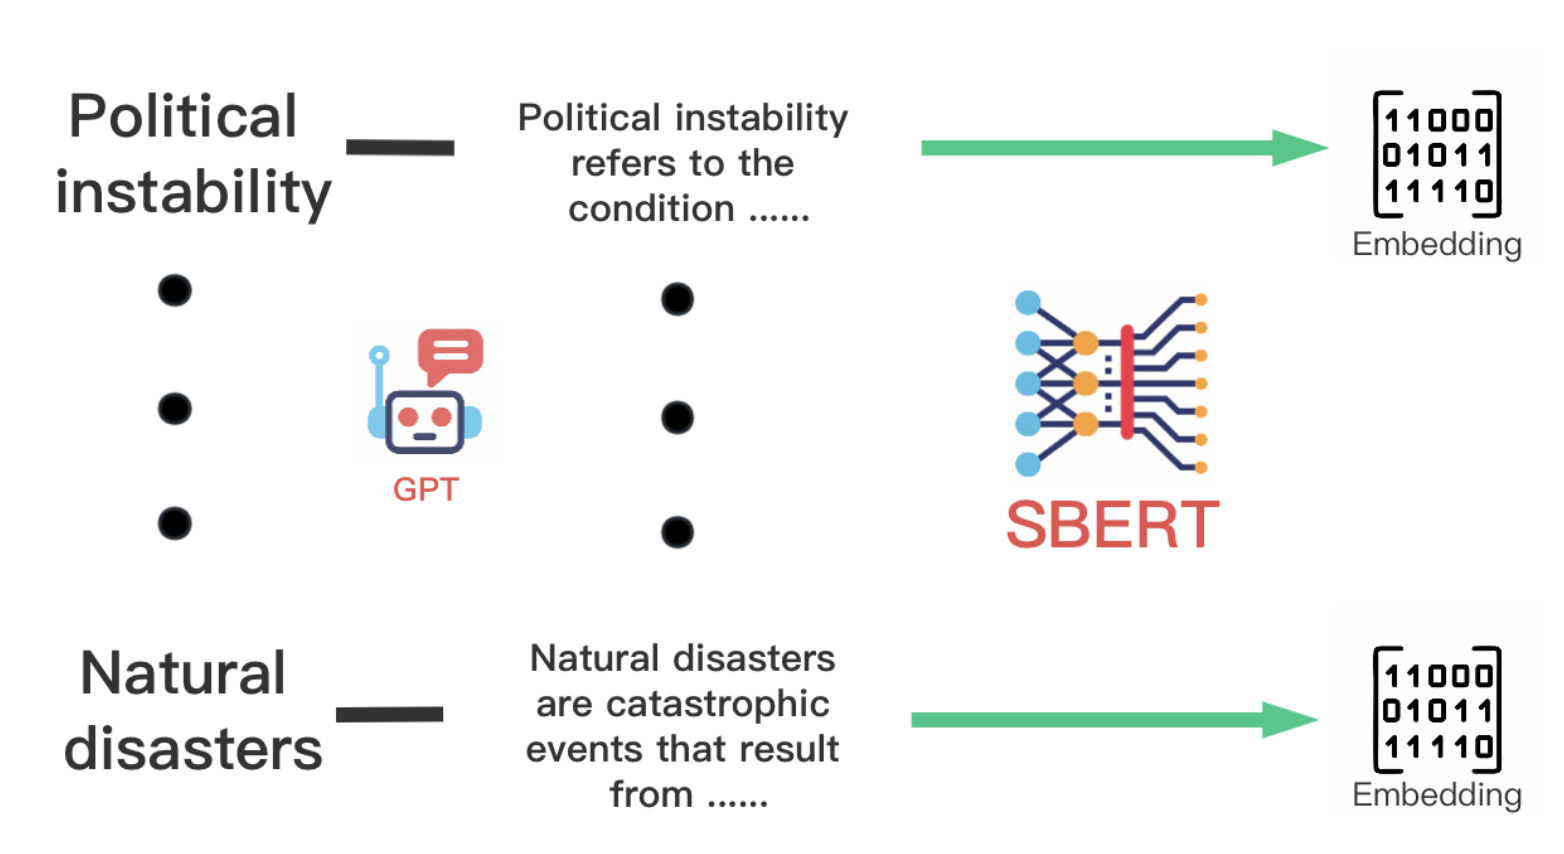 Political
instability
Political instability
refers to the
condition ......
11000
01011
11110
Embedding
GPT
SBERT
Natural
disasters
Natural disasters
are catastrophic
events that result
from ......
11000
01011
11110
Embedding